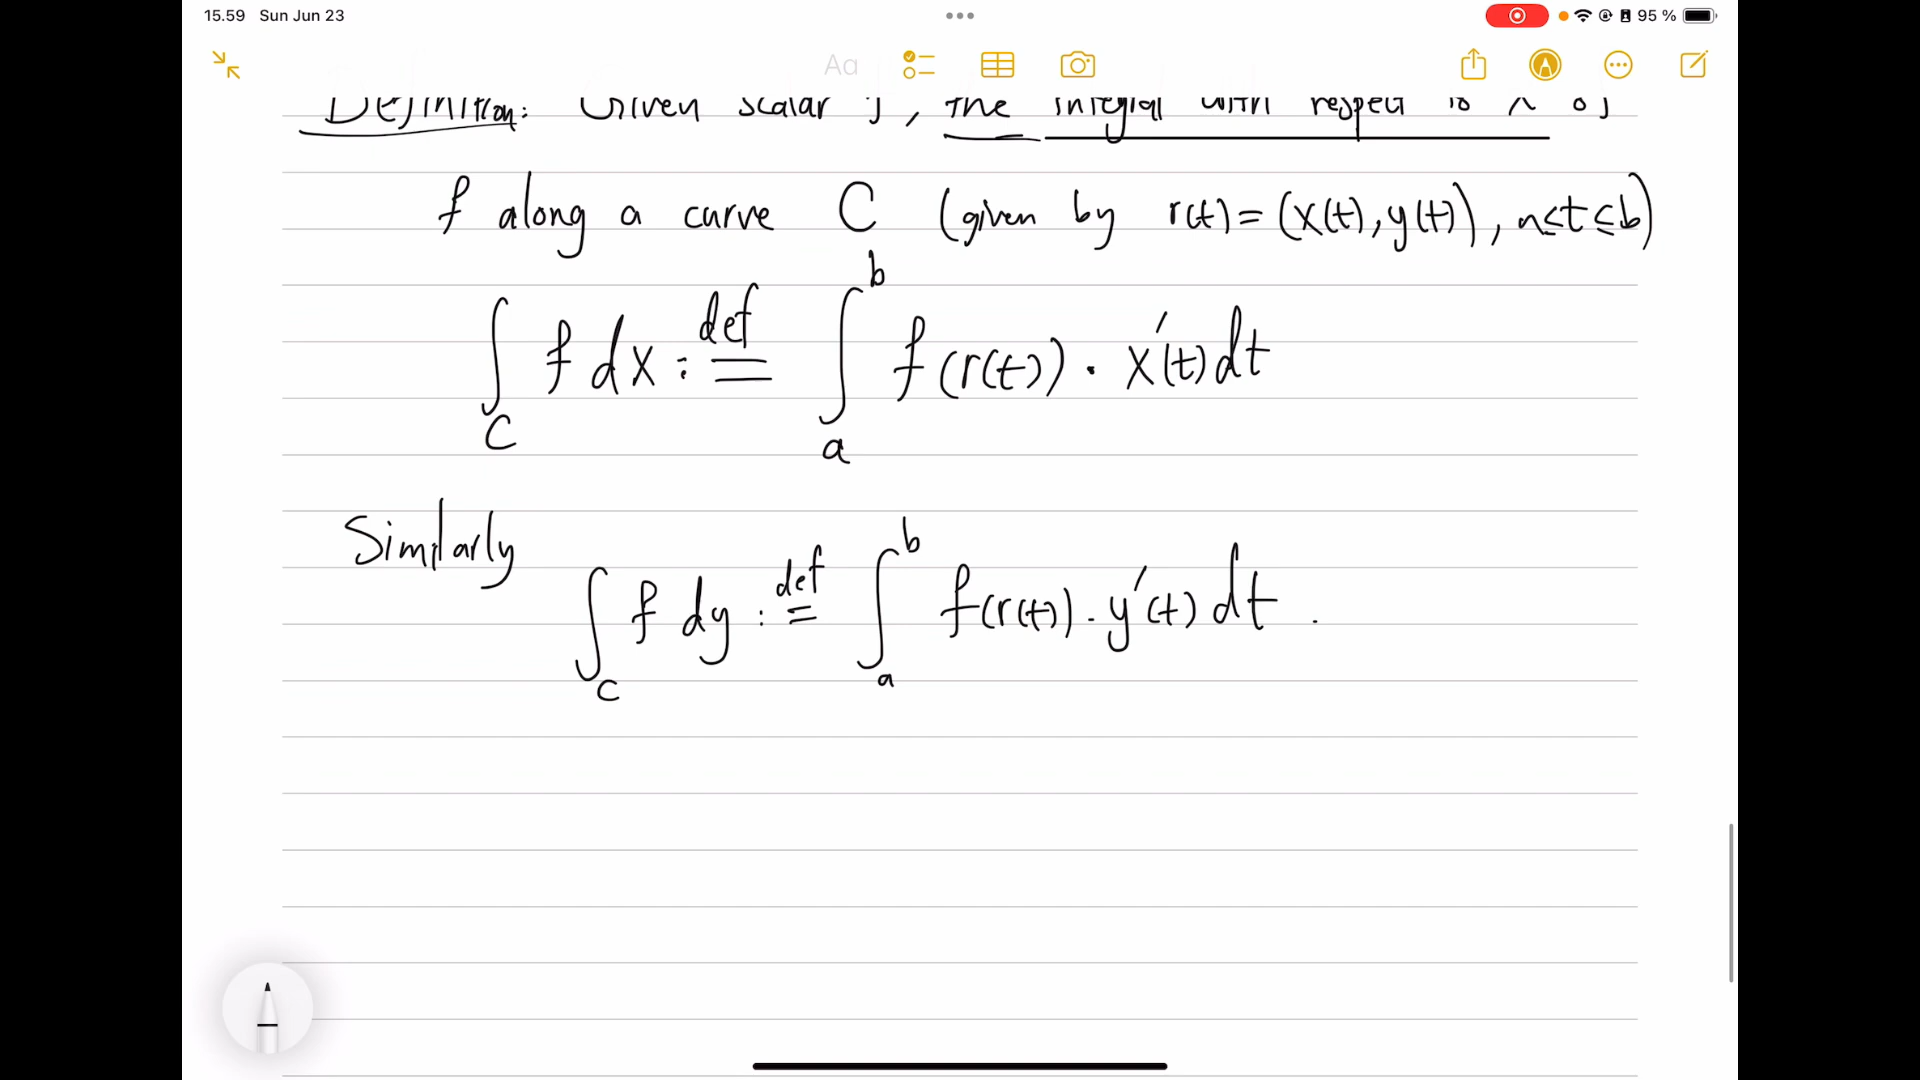 15.59 Sun Jun 23
95 %
Aa
Definition: Given scalar f, the integral with respect to x of
f along a curve C (given by r(t) = (x(t), y(t)), a≤t≤b)
∫_C f dx :=^{def} ∫_a^b f(r(t)) · x'(t) dt
Similarly
∫_C f dy :=^{def} ∫_a^b f(r(t)) · y'(t) dt .